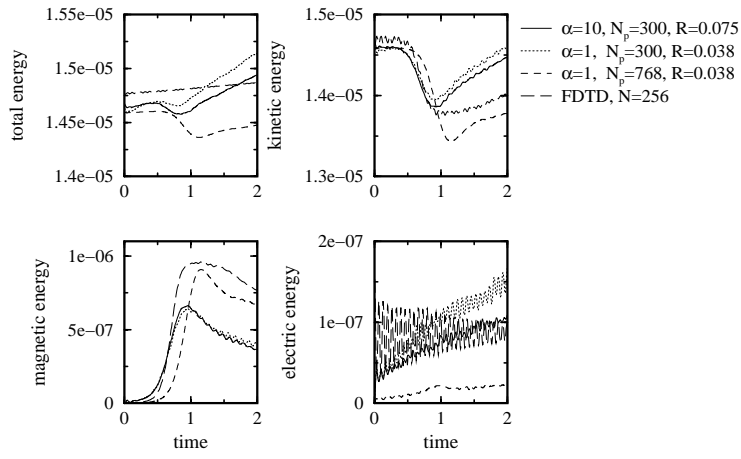 1.55e−05
1.5e−05
1.45e−05
1.4e−05
total energy
0
1
2
1.5e−05
1.4e−05
1.3e−05
kinetic energy
0
1
2
α=10, Np=300, R=0.075
α=1, Np=300, R=0.038
α=1, Np=768, R=0.038
FDTD, N=256
1e−06
5e−07
0
magnetic energy
0
1
2
time
2e−07
1e−07
0
electric energy
0
1
2
time